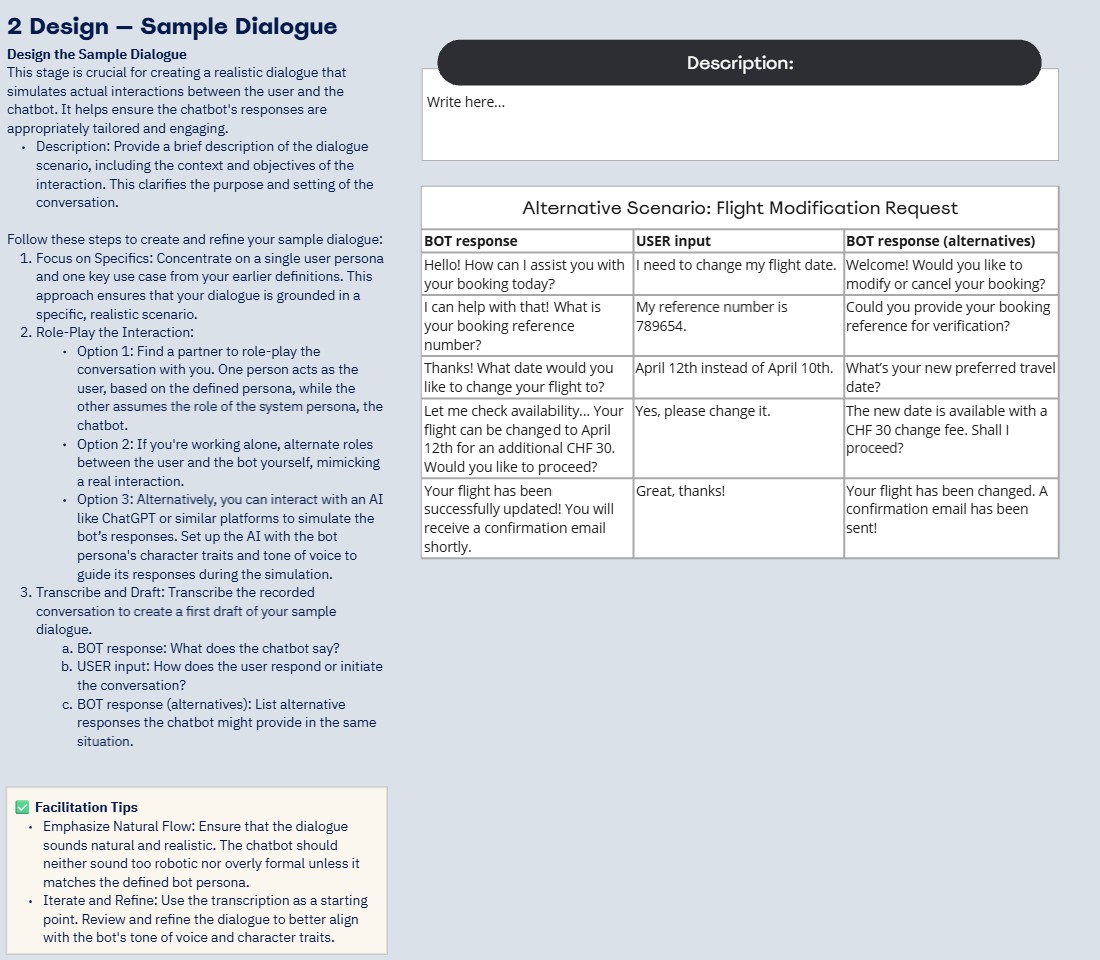 2 Design — Sample Dialogue
Design the Sample Dialogue
This stage is crucial for creating a realistic dialogue that
simulates actual interactions between the user and the
chatbot. It helps ensure the chatbot's responses are
appropriately tailored and engaging.
• Description: Provide a brief description of the dialogue
scenario, including the context and objectives of the
interaction. This clarifies the purpose and setting of the
conversation.
Follow these steps to create and refine your sample dialogue:
1. Focus on Specifics: Concentrate on a single user persona
and one key use case from your earlier definitions. This
approach ensures that your dialogue is grounded in a
specific, realistic scenario.
2. Role-Play the Interaction:
• Option 1: Find a partner to role-play the
conversation with you. One person acts as the
user, based on the defined persona, while the
other assumes the role of the system persona, the
chatbot.
• Option 2: If you're working alone, alternate roles
between the user and the bot yourself, mimicking
a real interaction.
• Option 3: Alternatively, you can interact with an AI
like ChatGPT or similar platforms to simulate the
bot’s responses. Set up the AI with the bot
persona's character traits and tone of voice to
guide its responses during the simulation.
3. Transcribe and Draft: Transcribe the recorded
conversation to create a first draft of your sample
dialogue.
a. BOT response: What does the chatbot say?
b. USER input: How does the user respond or initiate
the conversation?
c. BOT response (alternatives): List alternative
responses the chatbot might provide in the same
situation.
✅ Facilitation Tips
• Emphasize Natural Flow: Ensure that the dialogue
sounds natural and realistic. The chatbot should
neither sound too robotic nor overly formal unless it
matches the defined bot persona.
• Iterate and Refine: Use the transcription as a starting
point. Review and refine the dialogue to better align
with the bot's tone of voice and character traits.
Description:
Write here...
Alternative Scenario: Flight Modification Request
BOT response
USER input
BOT response (alternatives)
Hello! How can I assist you with
your booking today?
I need to change my flight date.
Welcome! Would you like to
modify or cancel your booking?
I can help with that! What is
your booking reference
number?
My reference number is
789654.
Could you provide your booking
reference for verification?
Thanks! What date would you
like to change your flight to?
April 12th instead of April 10th.
What’s your new preferred travel
date?
Let me check availability... Your
flight can be changed to April
12th for an additional CHF 30.
Would you like to proceed?
Yes, please change it.
The new date is available with a
CHF 30 change fee. Shall I
proceed?
Your flight has been
successfully updated! You will
receive a confirmation email
shortly.
Great, thanks!
Your flight has been changed. A
confirmation email has been
sent!